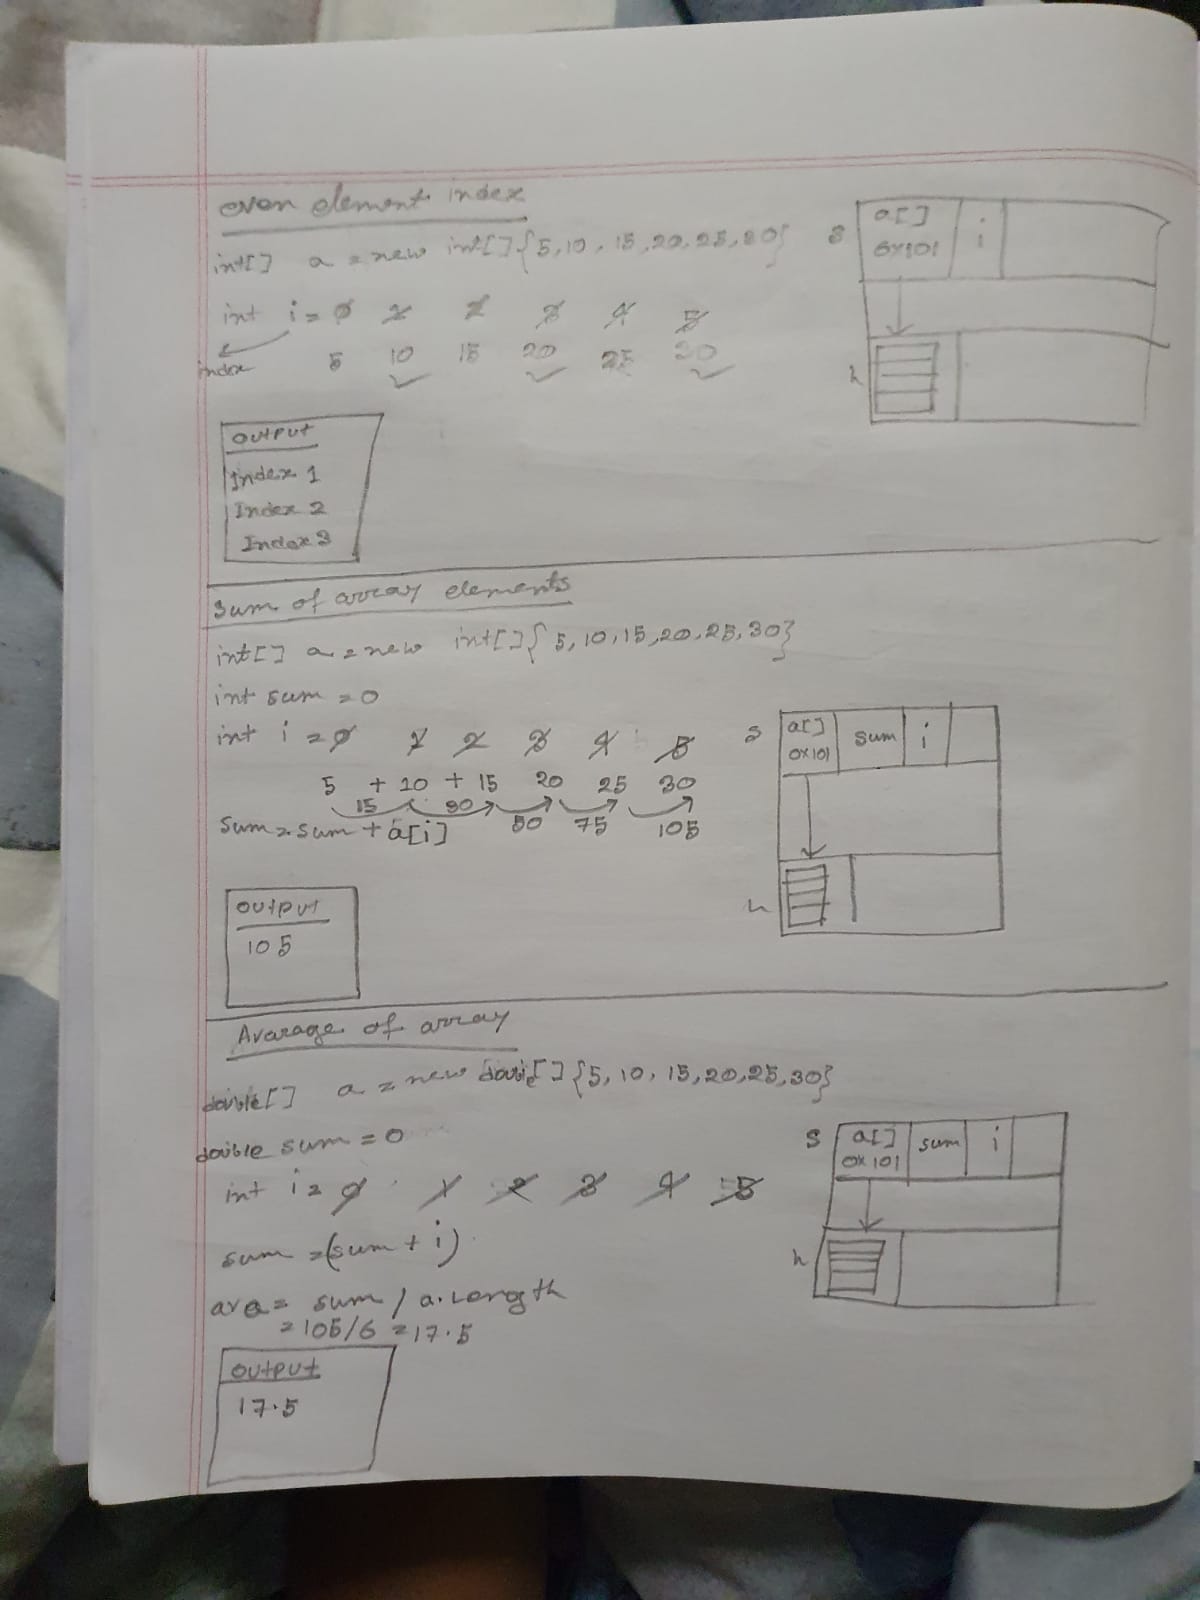 even element index
int[] a = new int[] {5, 10, 15, 20, 25, 30}
int i = 0 1 2 3 4 5
index
5 10 15 20 25 30
S a[] i
0x101
h
OUTPUT
Index 1
Index 2
Index 3
Sum of array elements
int[] a = new int[] { 5, 10, 15, 20, 25, 30}
int sum = 0
int i = 0 1 2 3 4 5
5 + 10 + 15 20 25 30
15 30 50 75 105
sum = sum + a[i]
S a[] sum i
0x101
h
OUTPUT
105
Avarage of array
double[] a = new double[] {5, 10, 15, 20, 25, 30}
double sum = 0
int i = 0 1 2 3 4 5
sum = (sum + i)
ava = sum / a.Length
= 105/6 = 17.5
S a[] sum i
0x101
h
OUTPUT
17.5